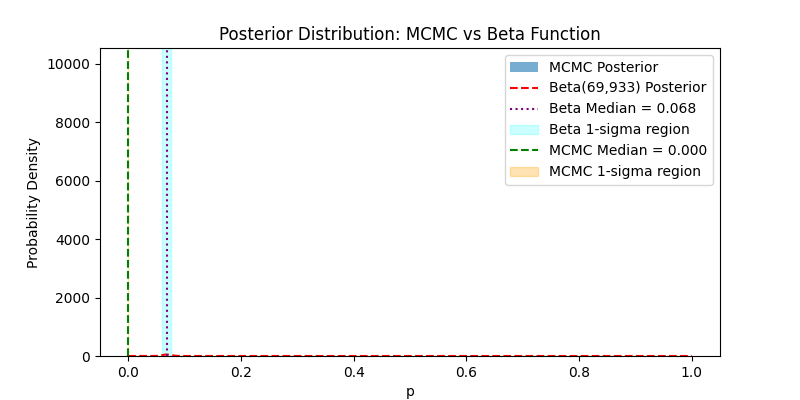 Posterior Distribution: MCMC vs Beta Function
Probability Density
10000
8000
6000
4000
2000
0
MCMC Posterior
Beta(69,933) Posterior
Beta Median = 0.068
Beta 1-sigma region
MCMC Median = 0.000
MCMC 1-sigma region
0.0 0.2 0.4 0.6 0.8 1.0
p